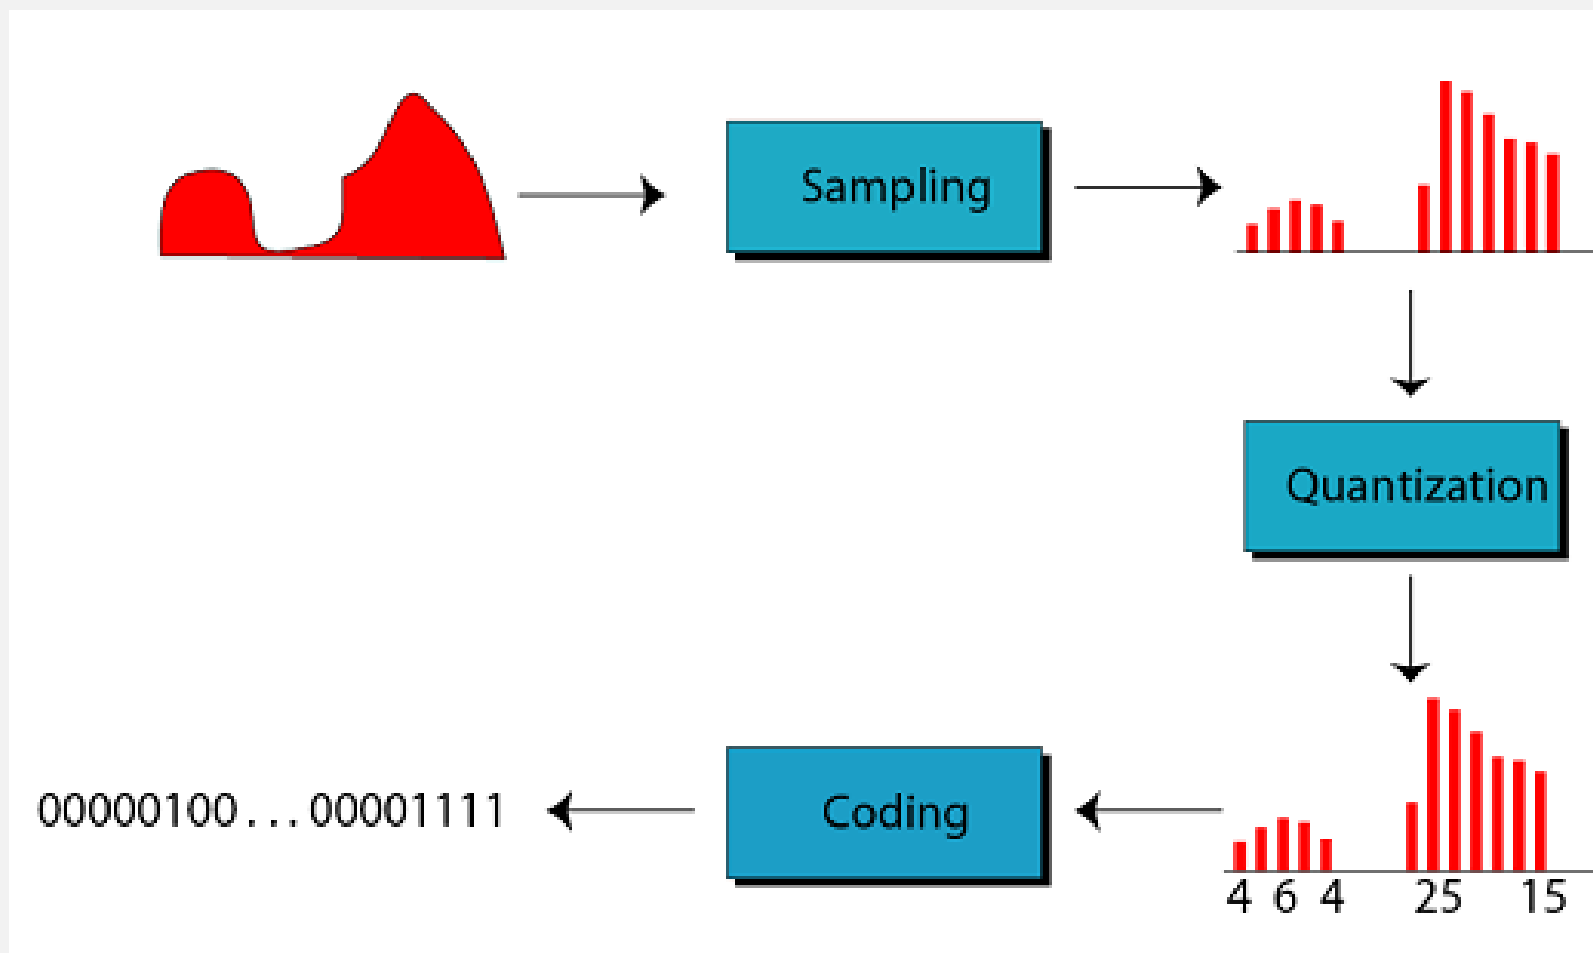 Sampling
Quantization
00000100...00001111
Coding
4 6 4 25 15